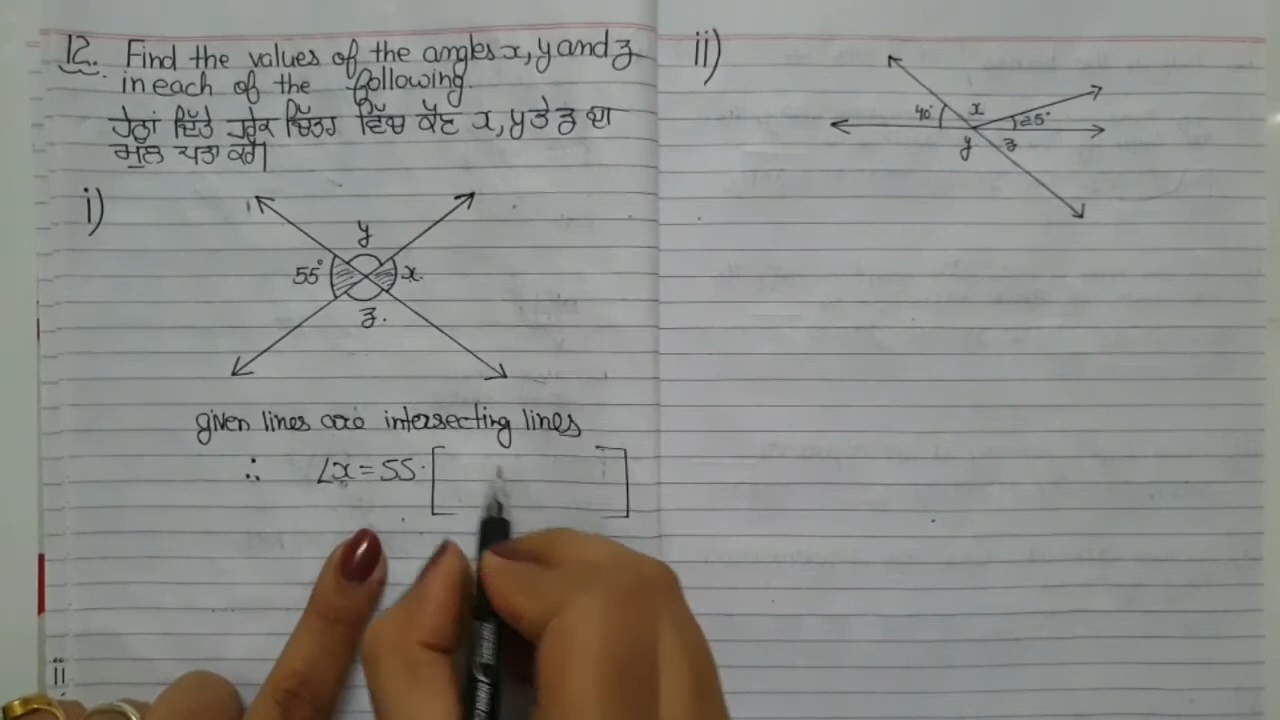 12. Find the values of the angles x, y and z
in each of the following.
ਹੇਠਾਂ ਦਿੱਤੇ ਹਰੇਕ ਚਿੱਤਰ ਵਿੱਚ ਕੋਣ x, y ਤੇ z ਦਾ
ਮੁਲ ਪਤਾ ਕਰੋ।
i)
y
55° x.
z.
given lines are intersecting lines
∴ ∠x = 55° [ ]
ii)
40° x 25°
y z
ii